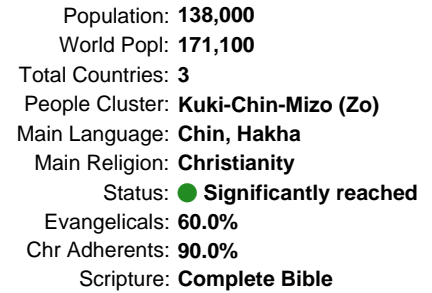 Population: 138,000
World Popl: 171,100
Total Countries: 3
People Cluster: Kuki-Chin-Mizo (Zo)
Main Language: Chin, Hakha
Main Religion: Christianity
Status: Significantly reached
Evangelicals: 60.0%
Chr Adherents: 90.0%
Scripture: Complete Bible